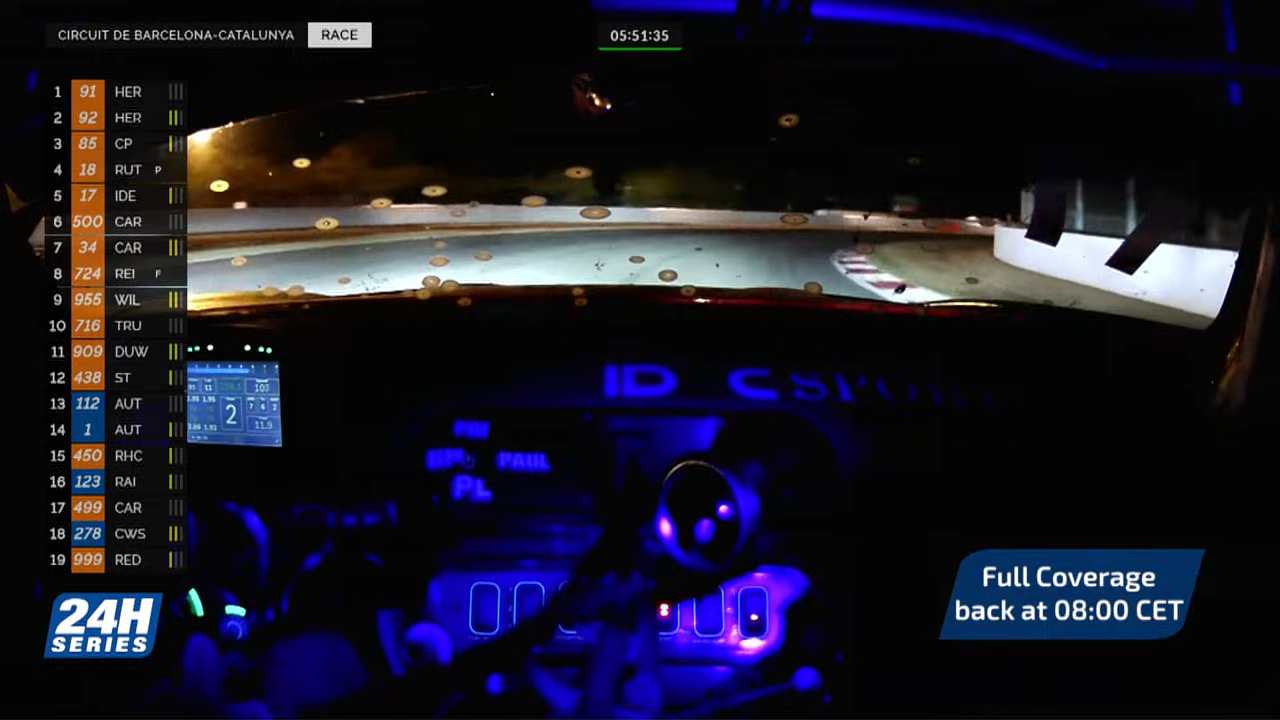 CIRCUIT DE BARCELONA-CATALUNYA RACE
05:51:35
1 91 HER
2 92 HER
3 85 CP
4 18 RUT P
5 17 IDE
6 500 CAR
7 34 CAR
8 724 REI F
9 955 WIL
10 716 TRU
11 909 DUW
12 438 ST
13 112 AUT
14 1 AUT
15 450 RHC
16 123 RAI
17 499 CAR
18 278 CWS
19 999 RED
2
ID C SPO
PAUL
PL
24H
SERIES
Full Coverage
back at 08:00 CET